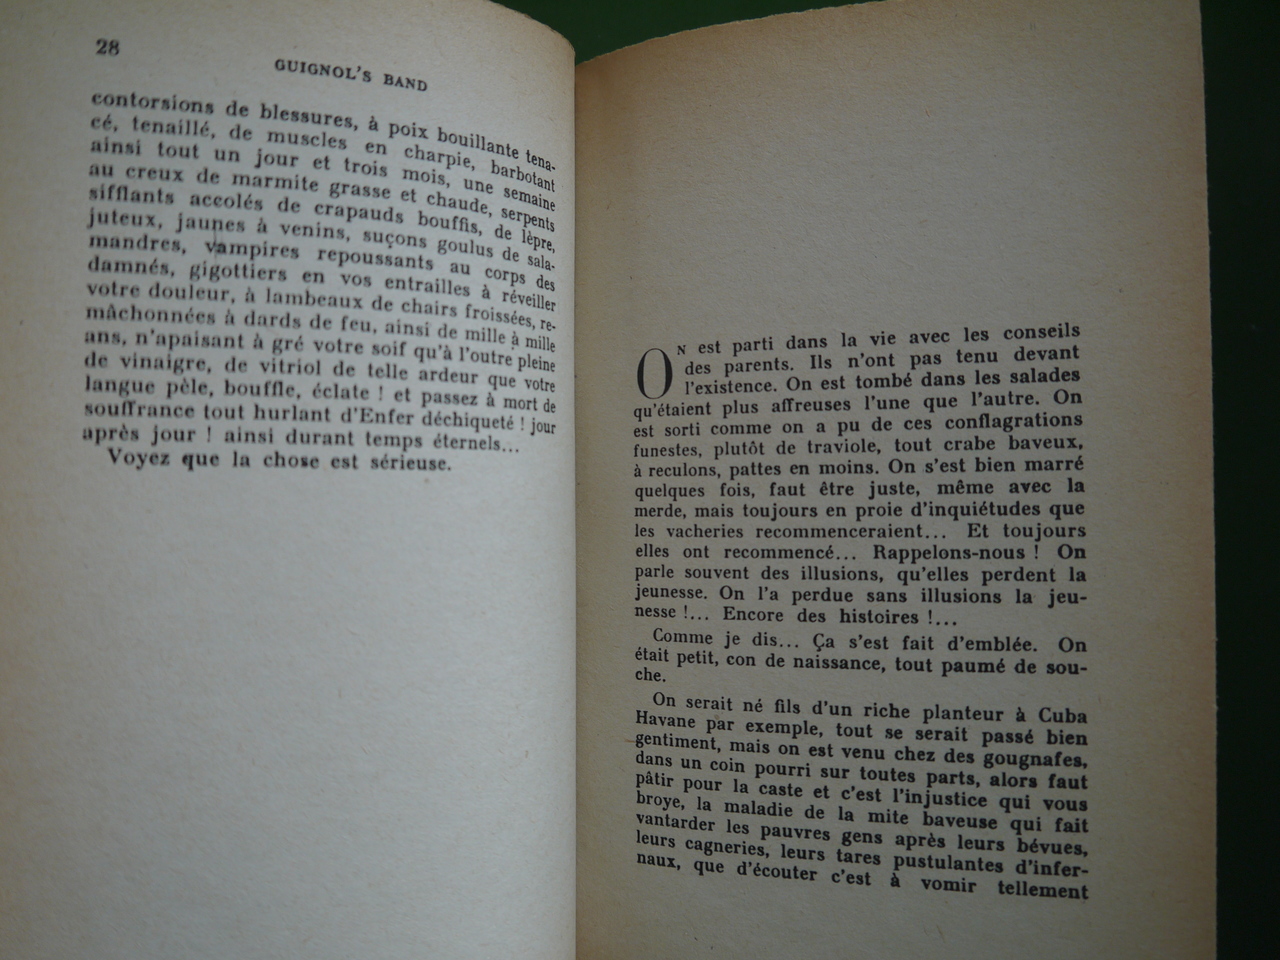 28
GUIGNOL'S BAND
contorsions de blessures, à poix bouillante tena-
cé, tenaillé, de muscles en charpie, barbotant
ainsi tout un jour et trois mois, une semaine
au creux de marmite grasse et chaude, serpents
sifflants accolés de crapauds bouffis, de lèpre,
juteux, jaunes à venins, suçons goulus de sala-
mandres, vampires repoussants au corps des
damnés, gigottiers en vos entrailles à réveiller
votre douleur, à lambeaux de chairs froissées, re-
mâchonnées à dards de feu, ainsi de mille à mille
ans, n'apaisant à gré votre soif qu'à l'outre pleine
de vinaigre, de vitriol de telle ardeur que votre
langue pèle, bouffle, éclate ! et passez à mort de
souffrance tout hurlant d'Enfer déchiqueté ! jour
après jour ! ainsi durant temps éternels...
Voyez que la chose est sérieuse.
ON est parti dans la vie avec les conseils
des parents. Ils n'ont pas tenu devant
l'existence. On est tombé dans les salades
qu'étaient plus affreuses l'une que l'autre. On
est sorti comme on a pu de ces conflagrations
funestes, plutôt de traviole, tout crabe baveux,
à reculons, pattes en moins. On s'est bien marré
quelques fois, faut être juste, même avec la
merde, mais toujours en proie d'inquiétudes que
les vacheries recommenceraient... Et toujours
elles ont recommencé... Rappelons-nous ! On
parle souvent des illusions, qu'elles perdent la
jeunesse. On l'a perdue sans illusions la jeu-
nesse !... Encore des histoires !...
Comme je dis... Ça s'est fait d'emblée. On
était petit, con de naissance, tout paumé de sou-
che.
On serait né fils d'un riche planteur à Cuba
Havane par exemple, tout se serait passé bien
gentiment, mais on est venu chez des gougnafes,
dans un coin pourri sur toutes parts, alors faut
pâtir pour la caste et c'est l'injustice qui vous
broye, la maladie de la mite baveuse qui fait
vantarder les pauvres gens après leurs bévues,
leurs cagneries, leurs tares pustulantes d'infer-
naux, que d'écouter c'est à vomir tellement